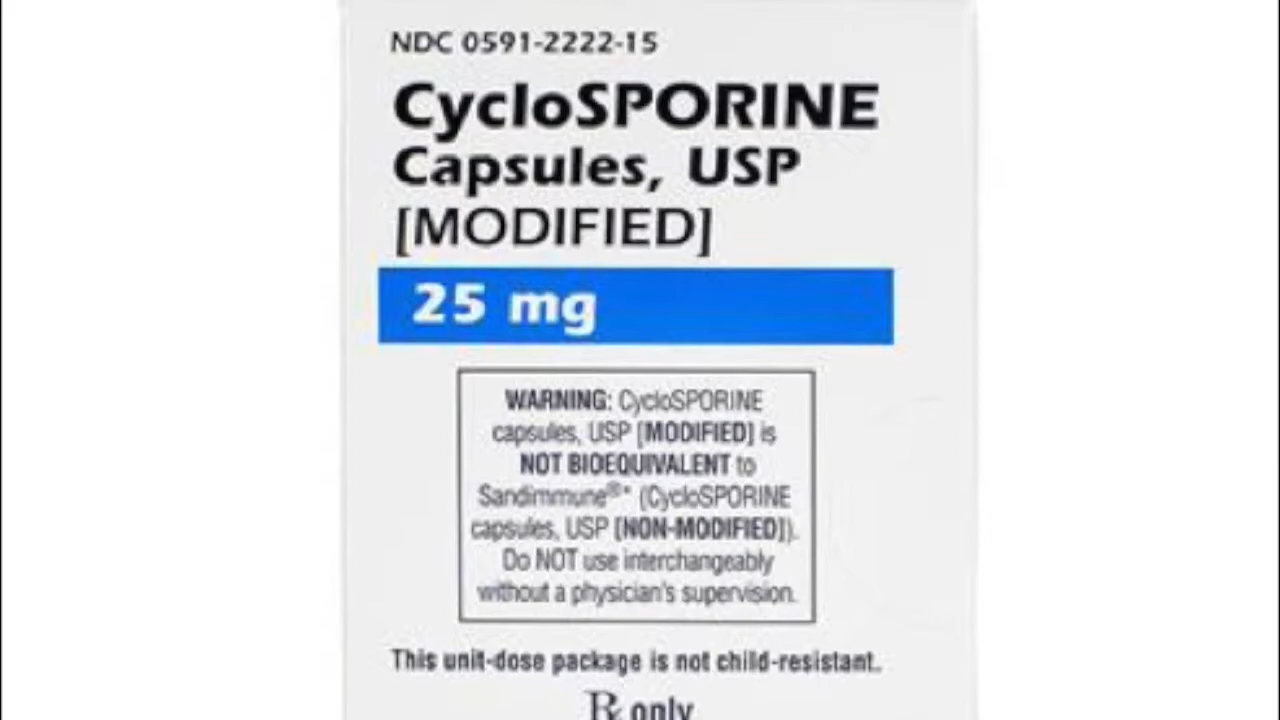 NDC 0591-2222-15
CycloSPORINE
Capsules, USP
[MODIFIED]
25 mg
WARNING: CycloSPORINE
capsules, USP [MODIFIED] is
NOT BIOEQUIVALENT to
Sandimmune®* (CycloSPORINE
capsules, USP [NON-MODIFIED]).
Do NOT use interchangeably
without a physician's supervision.
This unit-dose package is not child-resistant.
℞ only